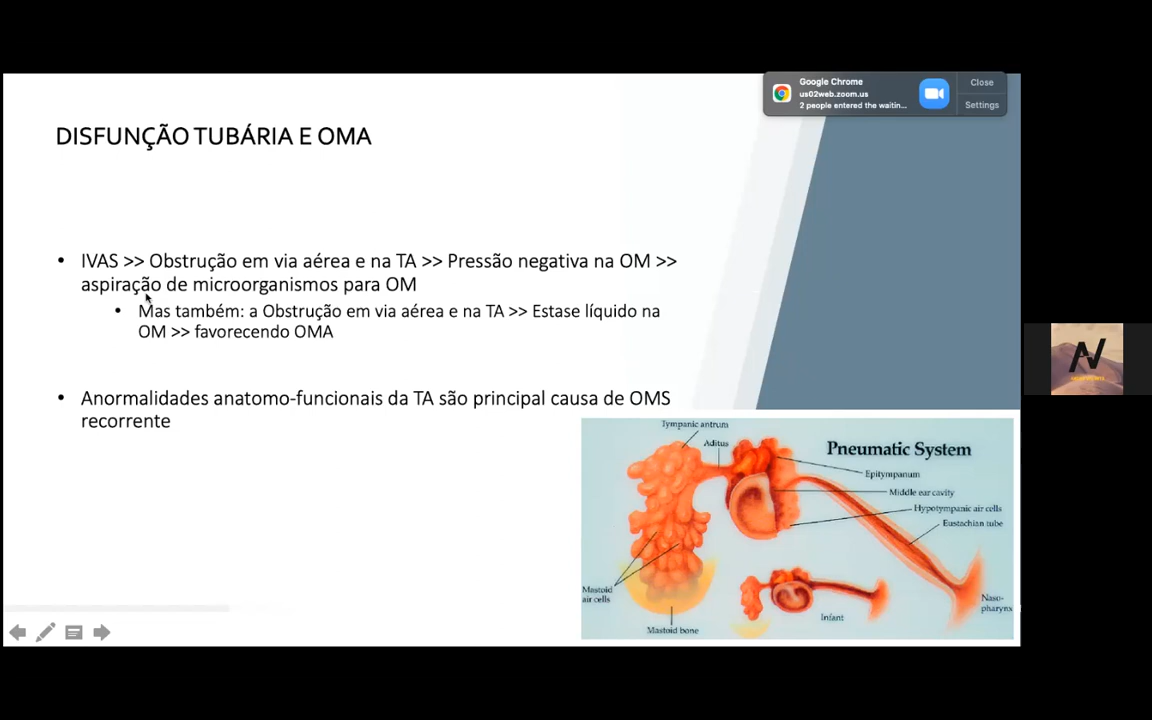 Google Chrome
Close
us02web.zoom.us
2 people entered the waitin...
Settings
DISFUNÇÃO TUBÁRIA E OMA
• IVAS >> Obstrução em via aérea e na TA >> Pressão negativa na OM >>
aspiração de microorganismos para OM
• Mas também: a Obstrução em via aérea e na TA >> Estase líquido na
OM >> favorecendo OMA
• Anormalidades anatomo-funcionais da TA são principal causa de OMS
recorrente
Tympanic antrum
Aditus
Pneumatic System
Epitympanum
Middle ear cavity
Hypotympanic air cells
Eustachian tube
Mastoid
air cells
Naso-
pharynx
Infant
Mastoid bone